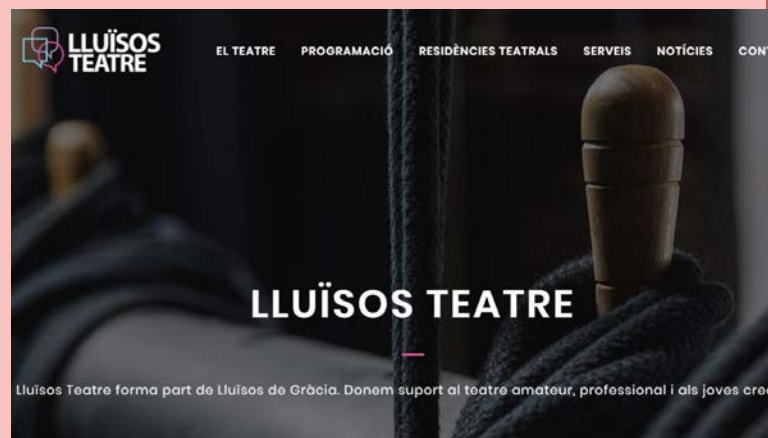 LLUÏSOS
TEATRE
EL TEATRE PROGRAMACIÓ RESIDÈNCIES TEATRALS SERVEIS NOTÍCIES
LLUÏSOS TEATRE
Lluïsos Teatre forma part de Lluïsos de Gràcia. Donem suport al teatre amateur, professional i als joves